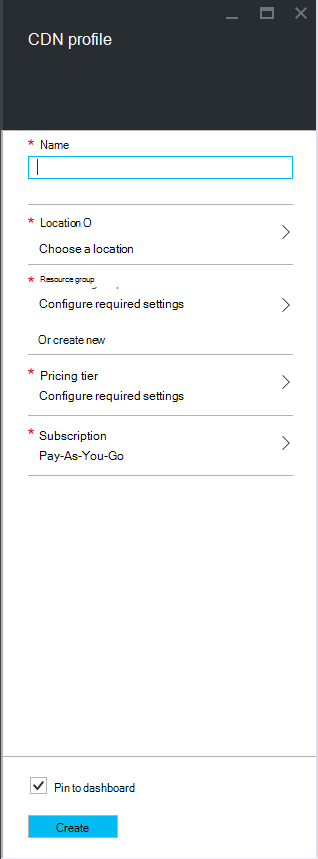 CDN profile
* Name
* Location O
Choose a location
* Resource group
Configure required settings
Or create new
* Pricing tier
Configure required settings
* Subscription
Pay-As-You-Go
Pin to dashboard
Create